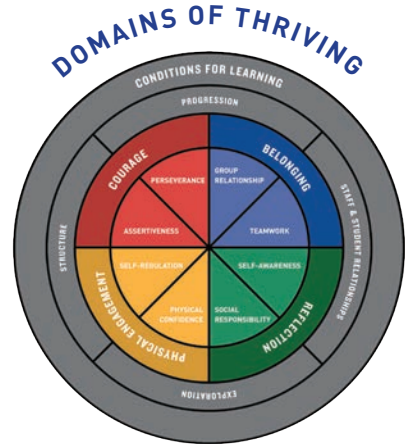 DOMAINS OF THRIVING
CONDITIONS FOR LEARNING
PROGRESSION
COURAGE
BELONGING
PERSEVERANCE
GROUP
RELATIONSHIP
ASSERTIVENESS
TEAMWORK
STRUCTURE
STAFF & STUDENT RELATIONSHIPS
SELF-REGULATION
SELF-AWARENESS
PHYSICAL
CONFIDENCE
SOCIAL
RESPONSIBILITY
PHYSICAL ENGAGEMENT
REFLECTION
EXPLORATION